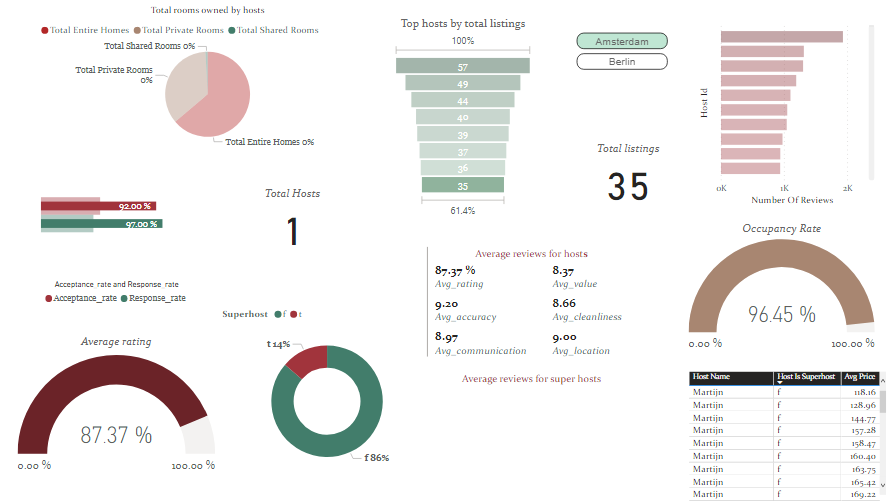 Total rooms owned by hosts
Total Entire Homes Total Private Rooms Total Shared Rooms
Total Shared Rooms 0%
Total Private Rooms
0%
Total Entire Homes 0%
92.00 %
97.00 %
Total Hosts
1
Acceptance_rate and Response_rate
Acceptance_rate Response_rate
Average rating
87.37 %
0.00 %
100.00 %
Superhost f t
t 14%
f 86%
Top hosts by total listings
100%
57
49
44
40
39
37
36
35
61.4%
Amsterdam
Berlin
Total listings
35
Average reviews for hosts
87.37 %
8.37
Avg_rating
Avg_value
9.20
8.66
Avg_accuracy
Avg_cleanliness
8.97
9.00
Avg_communication
Avg_location
Average reviews for super hosts
Host Id
0K
1K
2K
Number Of Reviews
Occupancy Rate
96.45 %
0.00 %
100.00 %
Host Name Host Is Superhost Avg Price
Martijn f 118.16
Martijn f 128.96
Martijn f 144.77
Martijn f 157.28
Martijn f 158.47
Martijn f 160.40
Martijn f 163.75
Martijn f 165.42
Martijn f 169.22